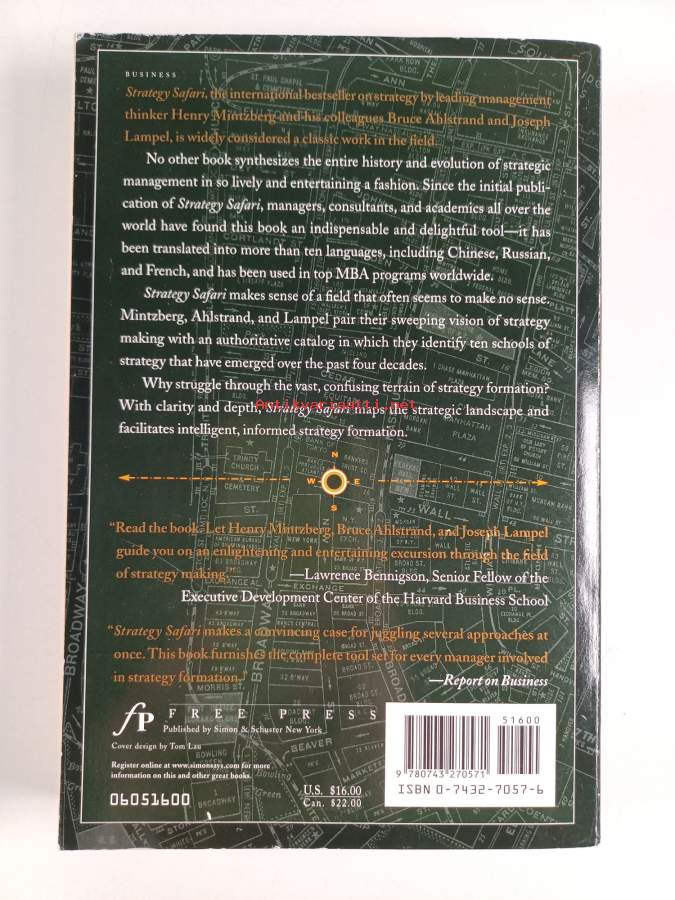 BUSINESS
Strategy Safari, the international bestseller on strategy by leading management
thinker Henry Mintzberg and his colleagues Bruce Ahlstrand and Joseph
Lampel, is widely considered a classic work in the field.
No other book synthesizes the entire history and evolution of strategic
management in so lively and entertaining a fashion. Since the initial publi-
cation of Strategy Safari, managers, consultants, and academics all over the
world have found this book an indispensable and delightful tool—it has
been translated into more than ten languages, including Chinese, Russian,
and French, and has been used in top MBA programs worldwide.
Strategy Safari makes sense of a field that often seems to make no sense.
Mintzberg, Ahlstrand, and Lampel pair their sweeping vision of strategy
making with an authoritative catalog in which they identify ten schools of
strategy that have emerged over the past four decades.
Why struggle through the vast, confusing terrain of strategy formation?
With clarity and depth, Strategy Safari maps the strategic landscape and
facilitates intelligent, informed strategy formation.
antikvariaatti.net
N
W E
S
TRINITY
CHURCH
CEMETERY
WALL
"Read the book. Let Henry Mintzberg, Bruce Ahlstrand, and Joseph Lampel
guide you on an enlightening and entertaining excursion through the field
of strategy making." —Lawrence Bennigson, Senior Fellow of the
Executive Development Center of the Harvard Business School
BROADWAY
BROADWAY
"Strategy Safari makes a convincing case for juggling several approaches at
once. This book furnishes the complete tool set for every manager involved
in strategy formation."
—Report on Business
MORRIS ST.
fP FREE PRESS
Published by Simon & Schuster New York
Cover design by Tom Lau
BEAVER
Register online at www.simonsays.com for more
information on this and other great books.
06051600
U.S. $16.00
Can. $22.00
51600
9 780743 270571
ISBN 0-7432-7057-6